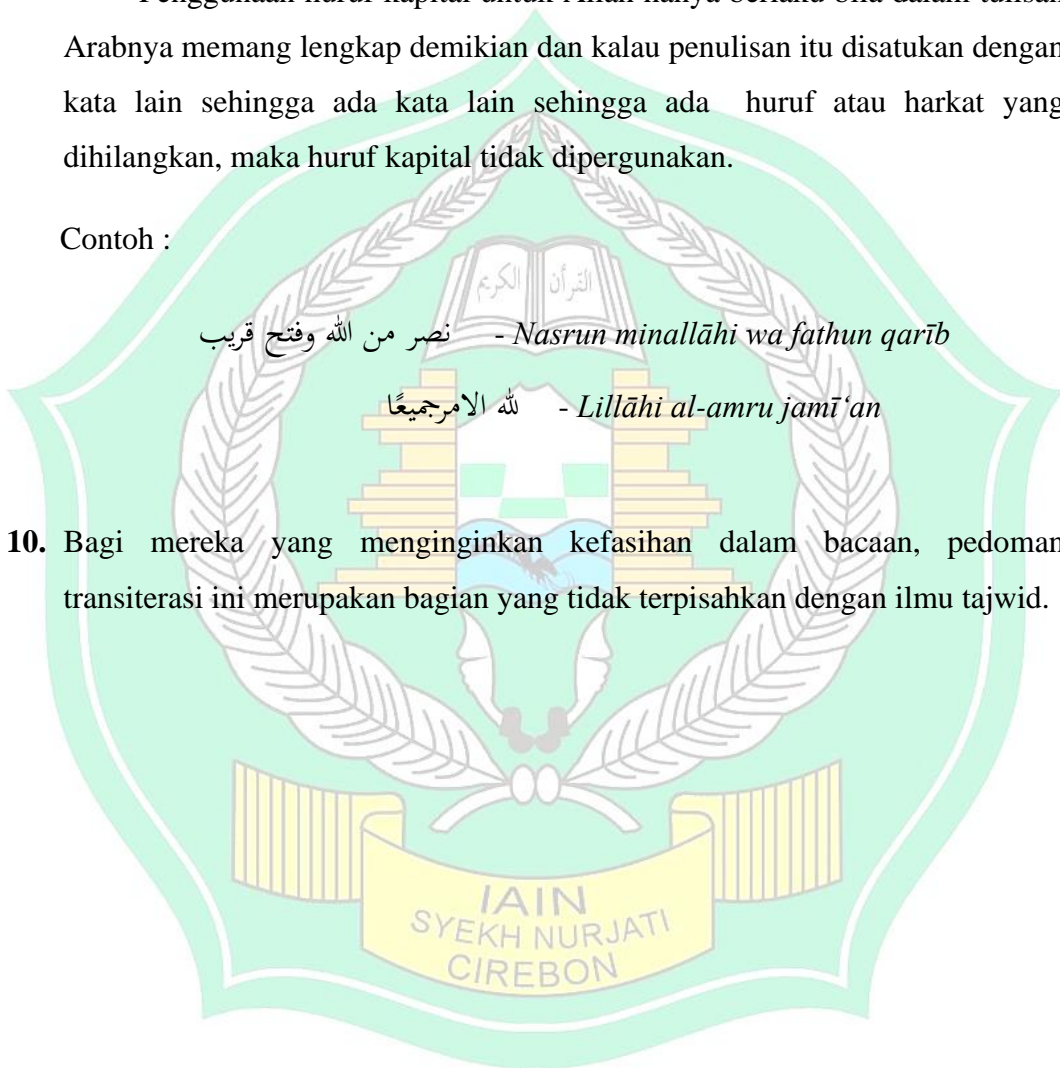 Penggunaan huruf kapital untuk Allah hanya berlaku bila dalam tulisan
Arabnya memang lengkap demikian dan kalau penulisan itu disatukan dengan
kata lain sehingga ada kata lain sehingga ada huruf atau harkat yang
dihilangkan, maka huruf kapital tidak dipergunakan.
Contoh :
القرأن الكريم
نصر من الله وفتح قريب - Nasrun minallāhi wa fathun qarīb
لله الامرجميعًا - Lillāhi al-amru jamī‘an
10. Bagi mereka yang menginginkan kefasihan dalam bacaan, pedoman
transiterasi ini merupakan bagian yang tidak terpisahkan dengan ilmu tajwid.
IAIN
SYEKH NURJATI
CIREBON